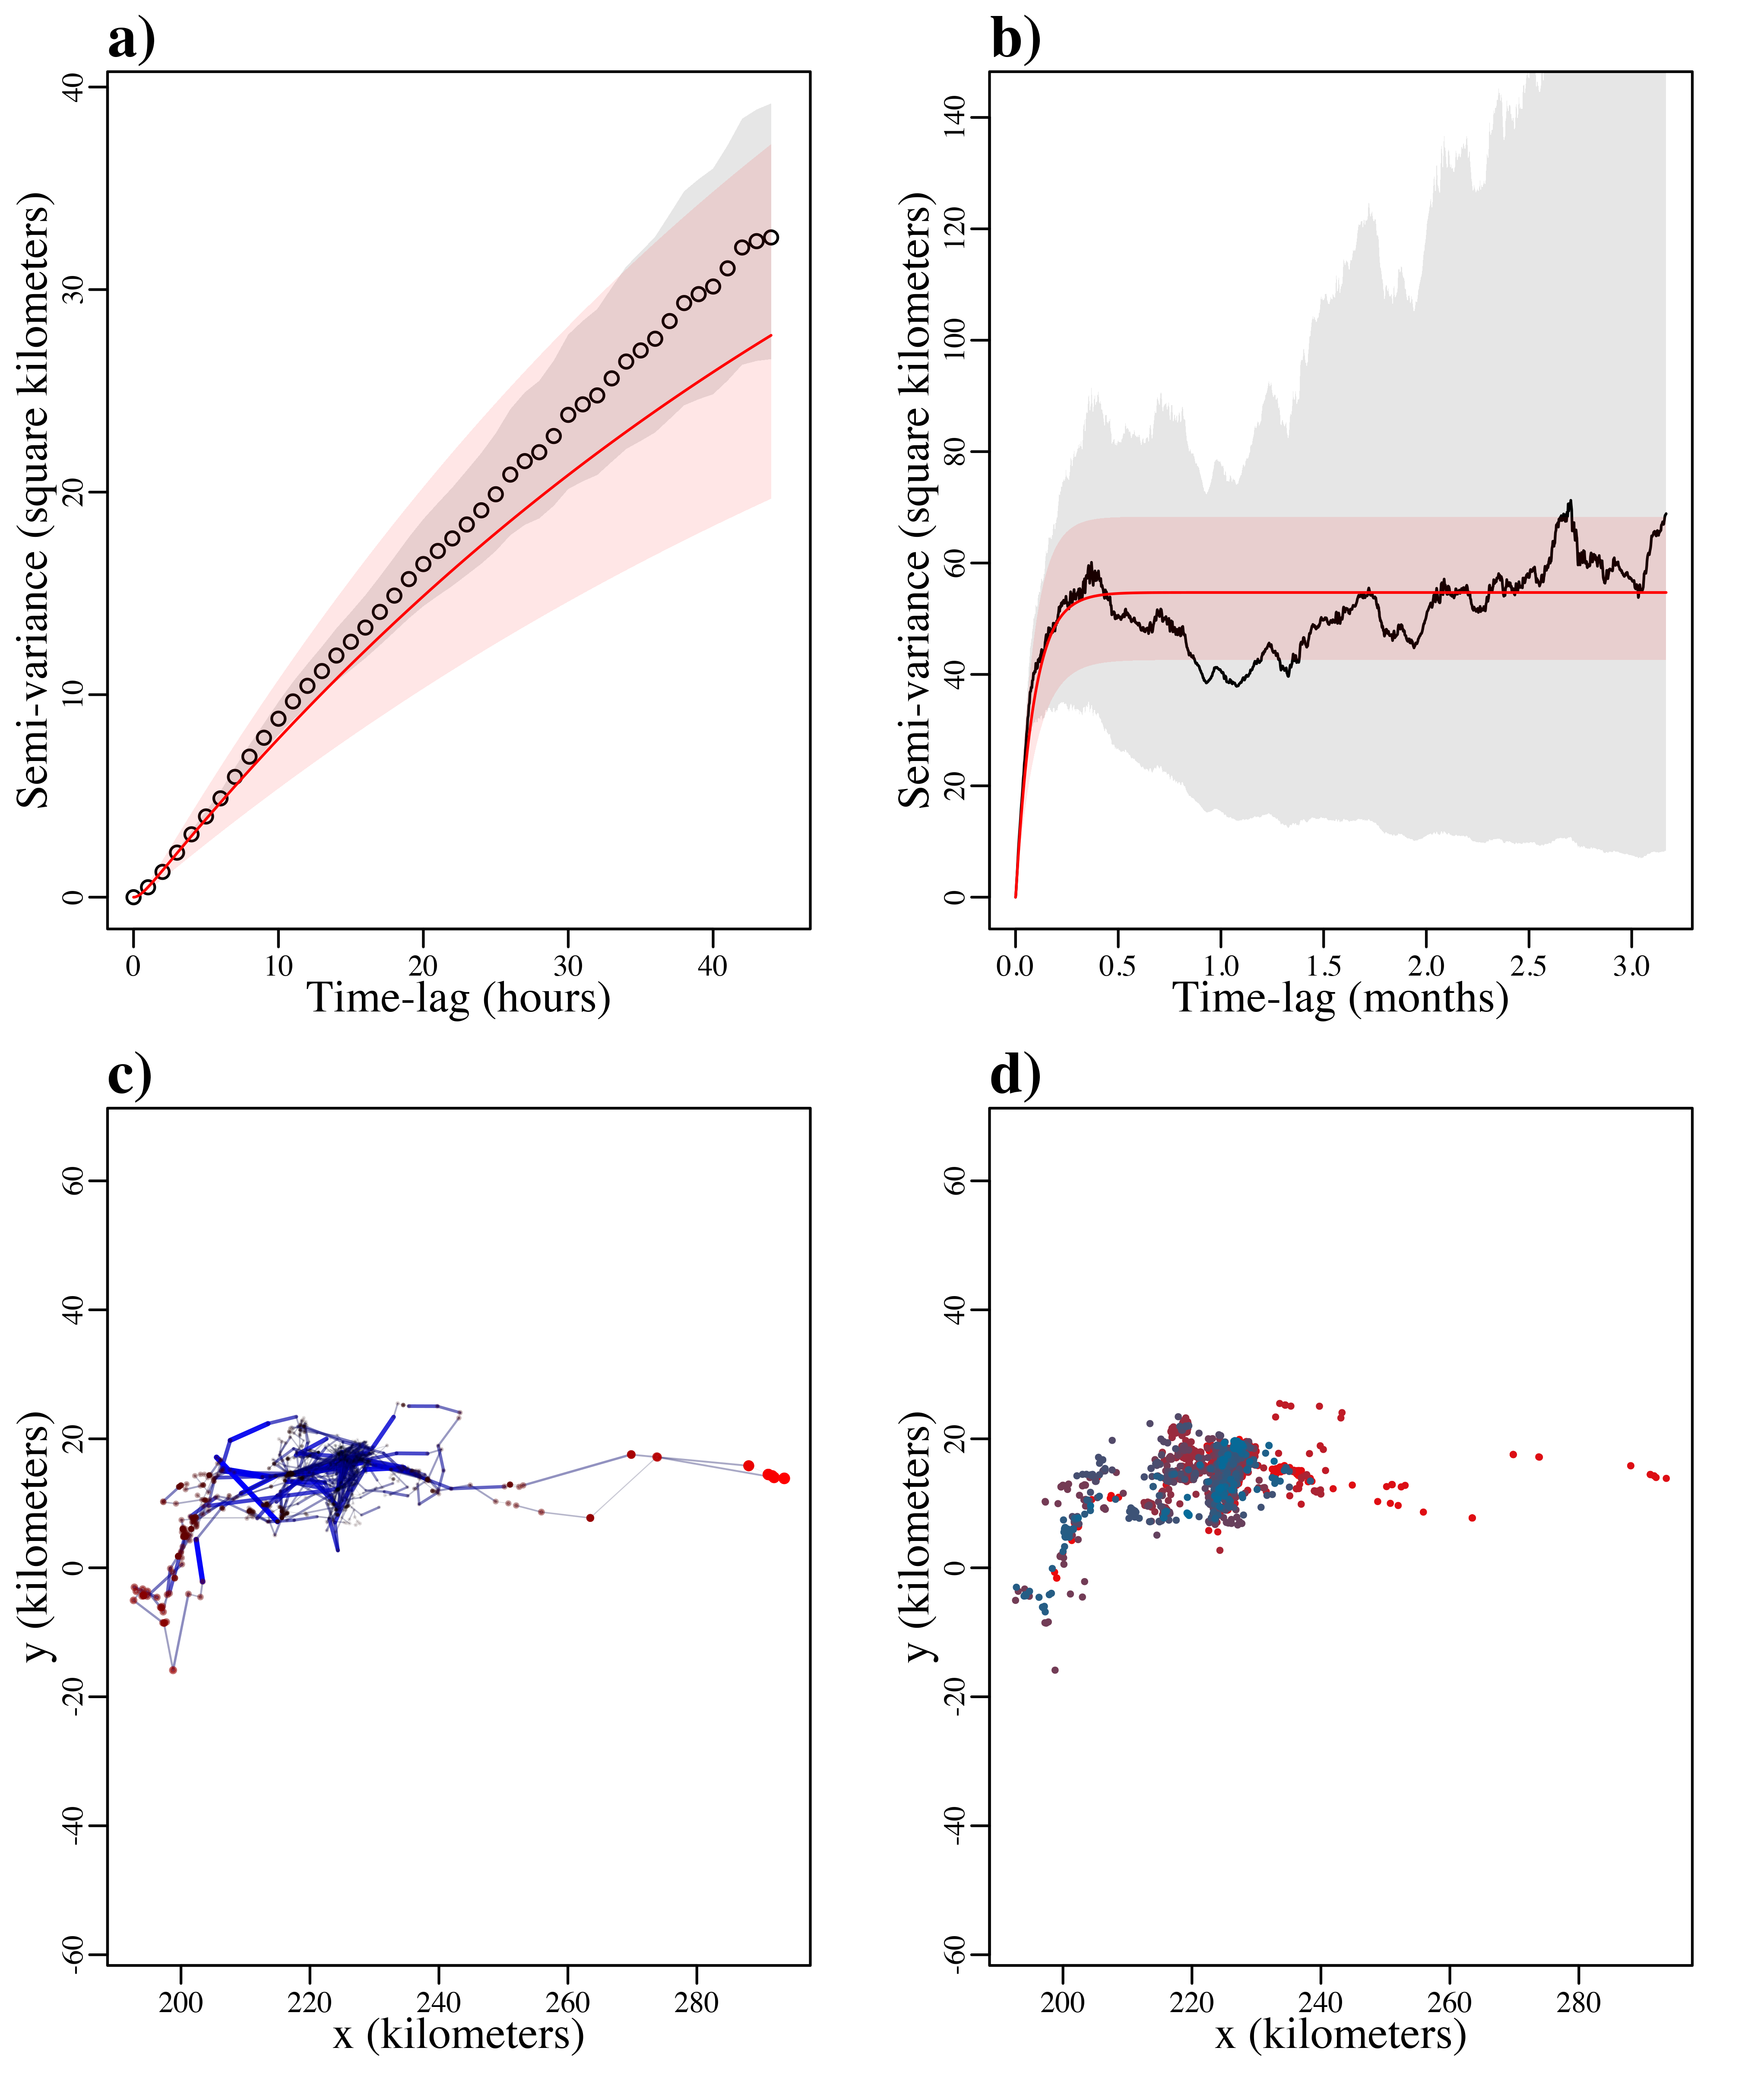 a)
Semi-variance (square kilometers)
40
30
20
10
0
0 10 20 30 40
Time-lag (hours)
b)
Semi-variance (square kilometers)
140
120
100
80
60
40
20
0
0.0 0.5 1.0 1.5 2.0 2.5 3.0
Time-lag (months)
c)
y (kilometers)
60
40
20
0
-20
-40
-60
200 220 240 260 280
x (kilometers)
d)
y (kilometers)
60
40
20
0
-20
-40
-60
200 220 240 260 280
x (kilometers)